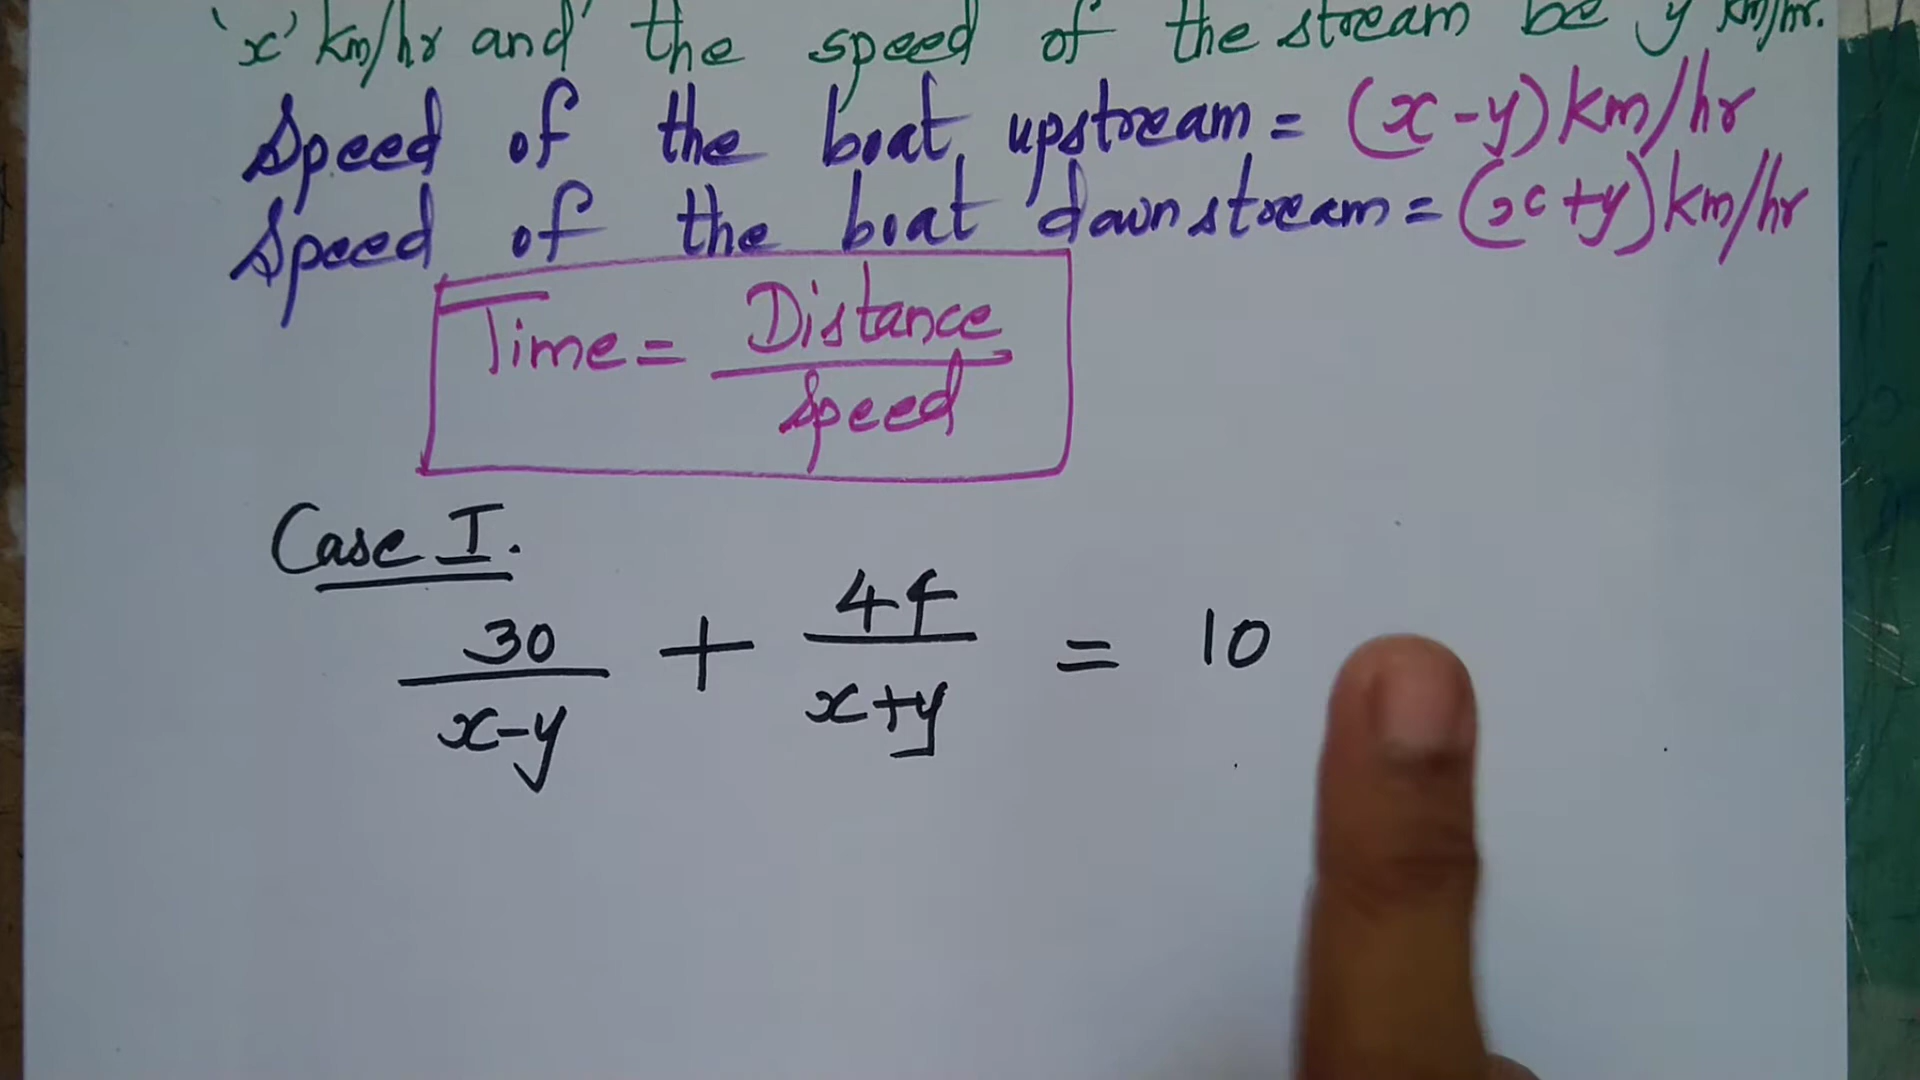 'x' km/hr and the speed of the stream be y km/hr.
Speed of the boat upstream = (x-y) km/hr
Speed of the boat downstream = (x+y) km/hr
Time = Distance / Speed
Case I.
30/x-y + 44/x+y = 10